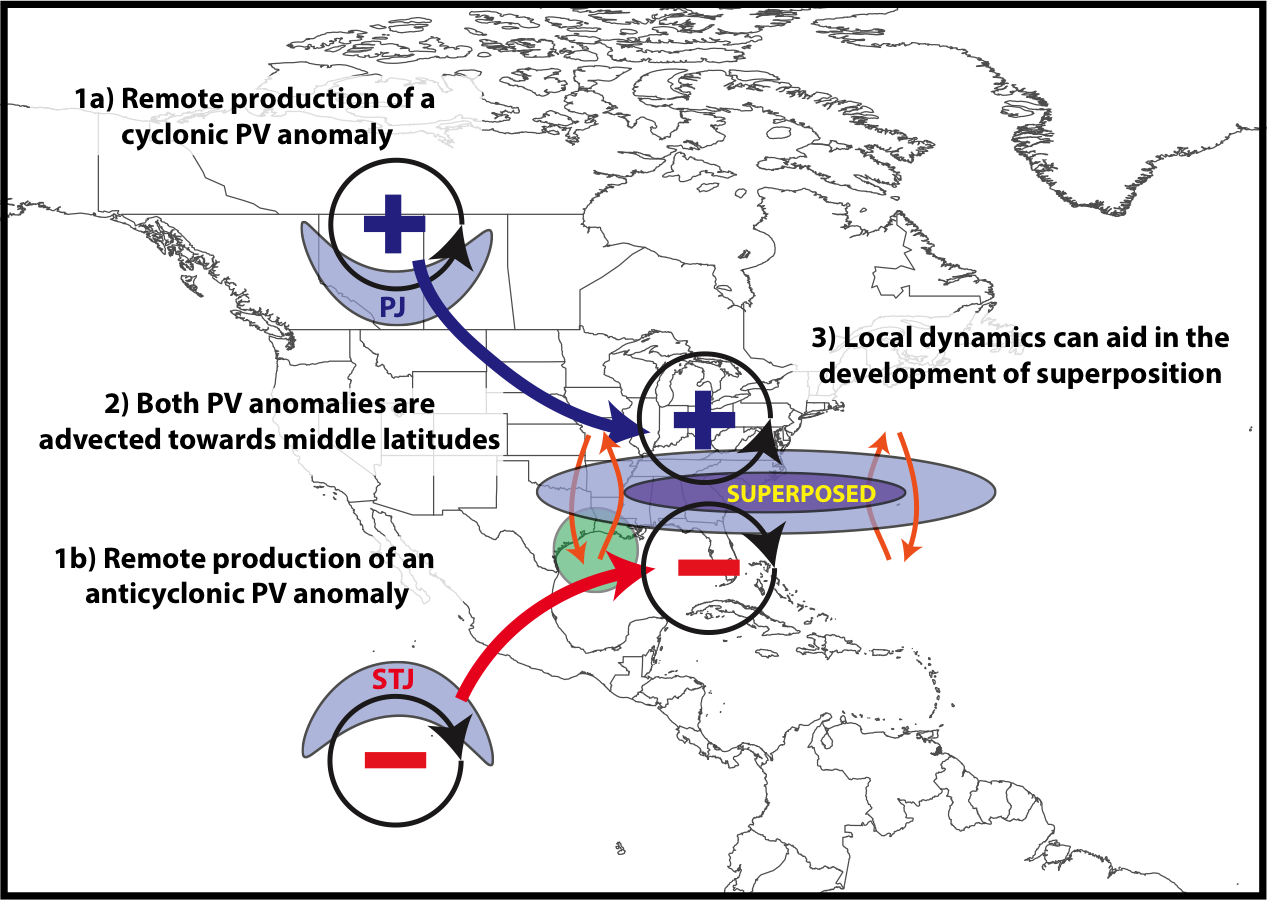 1a) Remote production of a
cyclonic PV anomaly
PJ
3) Local dynamics can aid in the
development of superposition
2) Both PV anomalies are
advected towards middle latitudes
SUPERPOSED
1b) Remote production of an
anticyclonic PV anomaly
STJ